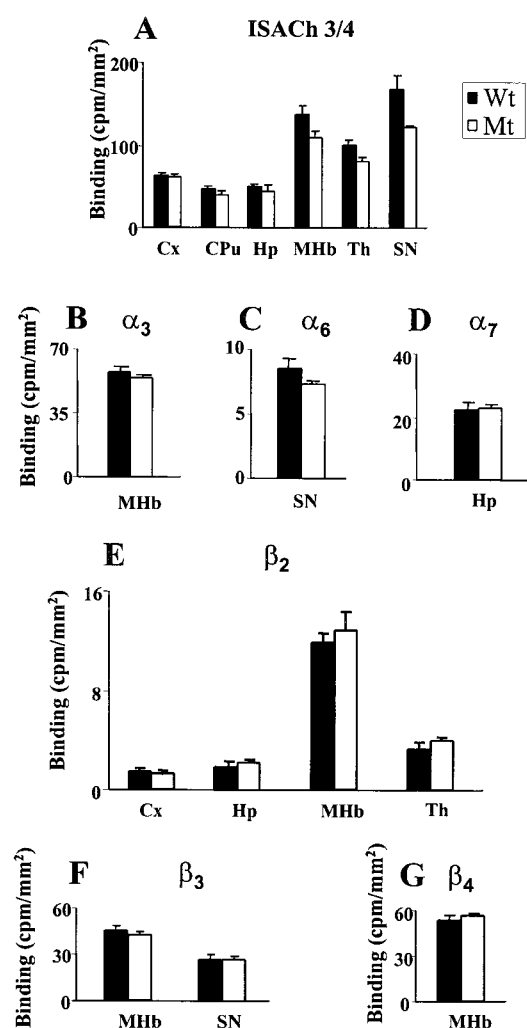 A ISACh 3/4
Binding (cpm/mm²)
200
100
0
Cx CPu Hp MHb Th SN
Wt
Mt
B α₃
Binding (cpm/mm²)
70
35
0
MHb
C α₆
10
5
0
SN
D α₇
40
20
0
Hp
E β₂
Binding (cpm/mm²)
16
8
0
Cx Hp MHb Th
F β₃
Binding (cpm/mm²)
60
30
0
MHb SN
G β₄
Binding (cpm/mm²)
60
30
0
MHb